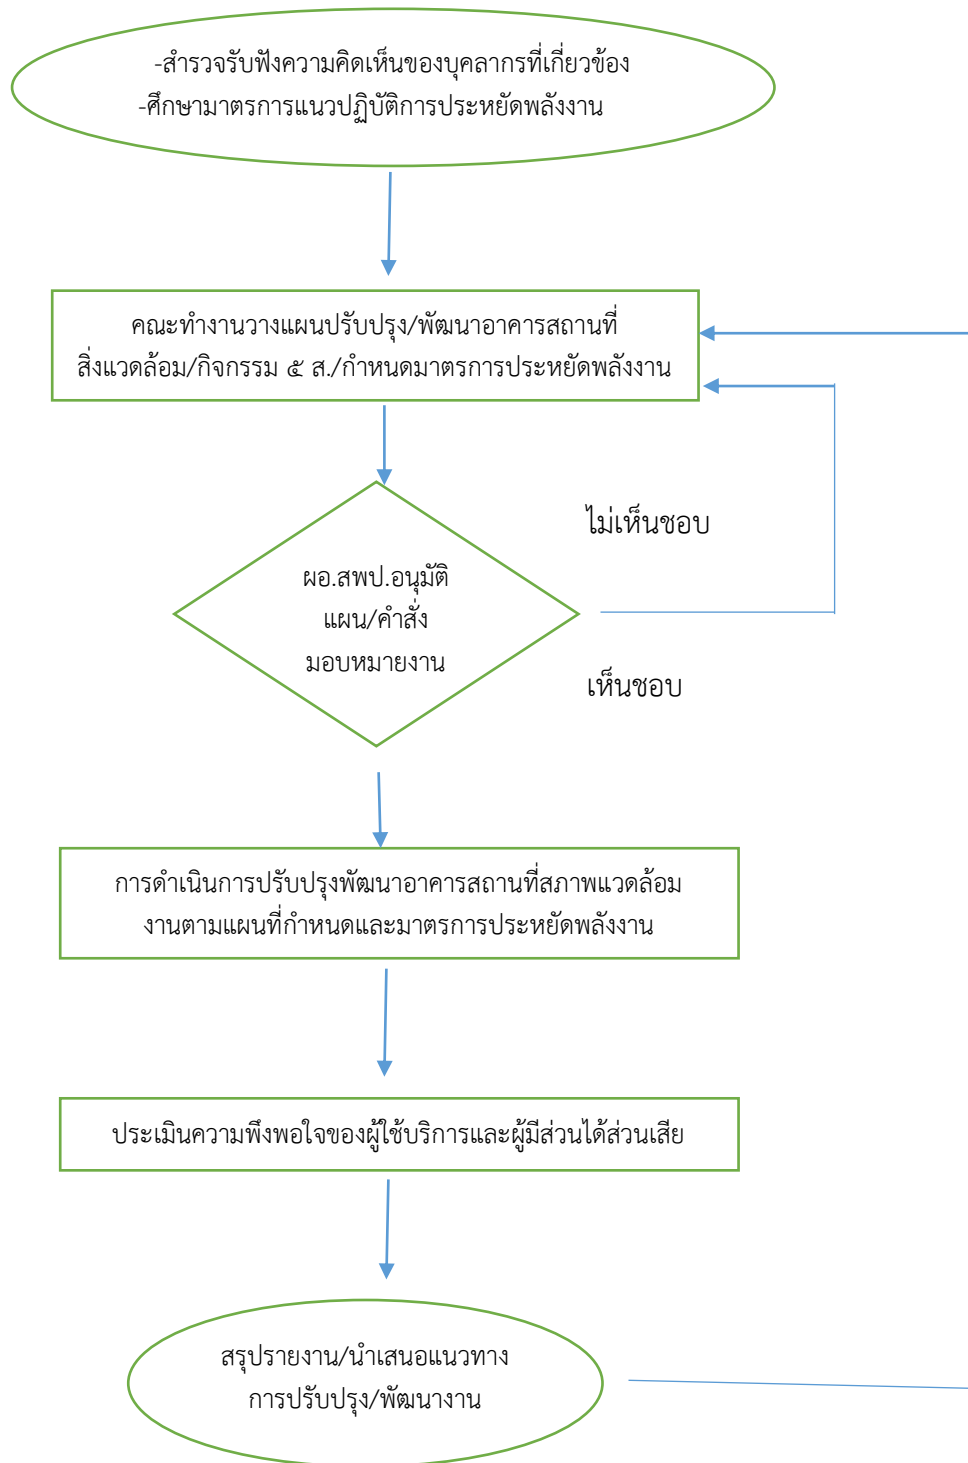 -สำรวจรับฟังความคิดเห็นของบุคลากรที่เกี่ยวข้อง
-ศึกษามาตรการแนวปฏิบัติการประหยัดพลังงาน
คณะทำงานวางแผนปรับปรุง/พัฒนาอาคารสถานที่
สิ่งแวดล้อม/กิจกรรม ๕ ส./กำหนดมาตรการประหยัดพลังงาน
ไม่เห็นชอบ
ผอ.สพป.อนุมัติ
แผน/คำสั่ง
มอบหมายงาน
เห็นชอบ
การดำเนินการปรับปรุงพัฒนาอาคารสถานที่สภาพแวดล้อม
งานตามแผนที่กำหนดและมาตรการประหยัดพลังงาน
ประเมินความพึงพอใจของผู้ใช้บริการและผู้มีส่วนได้ส่วนเสีย
สรุปรายงาน/นำเสนอแนวทาง
การปรับปรุง/พัฒนางาน